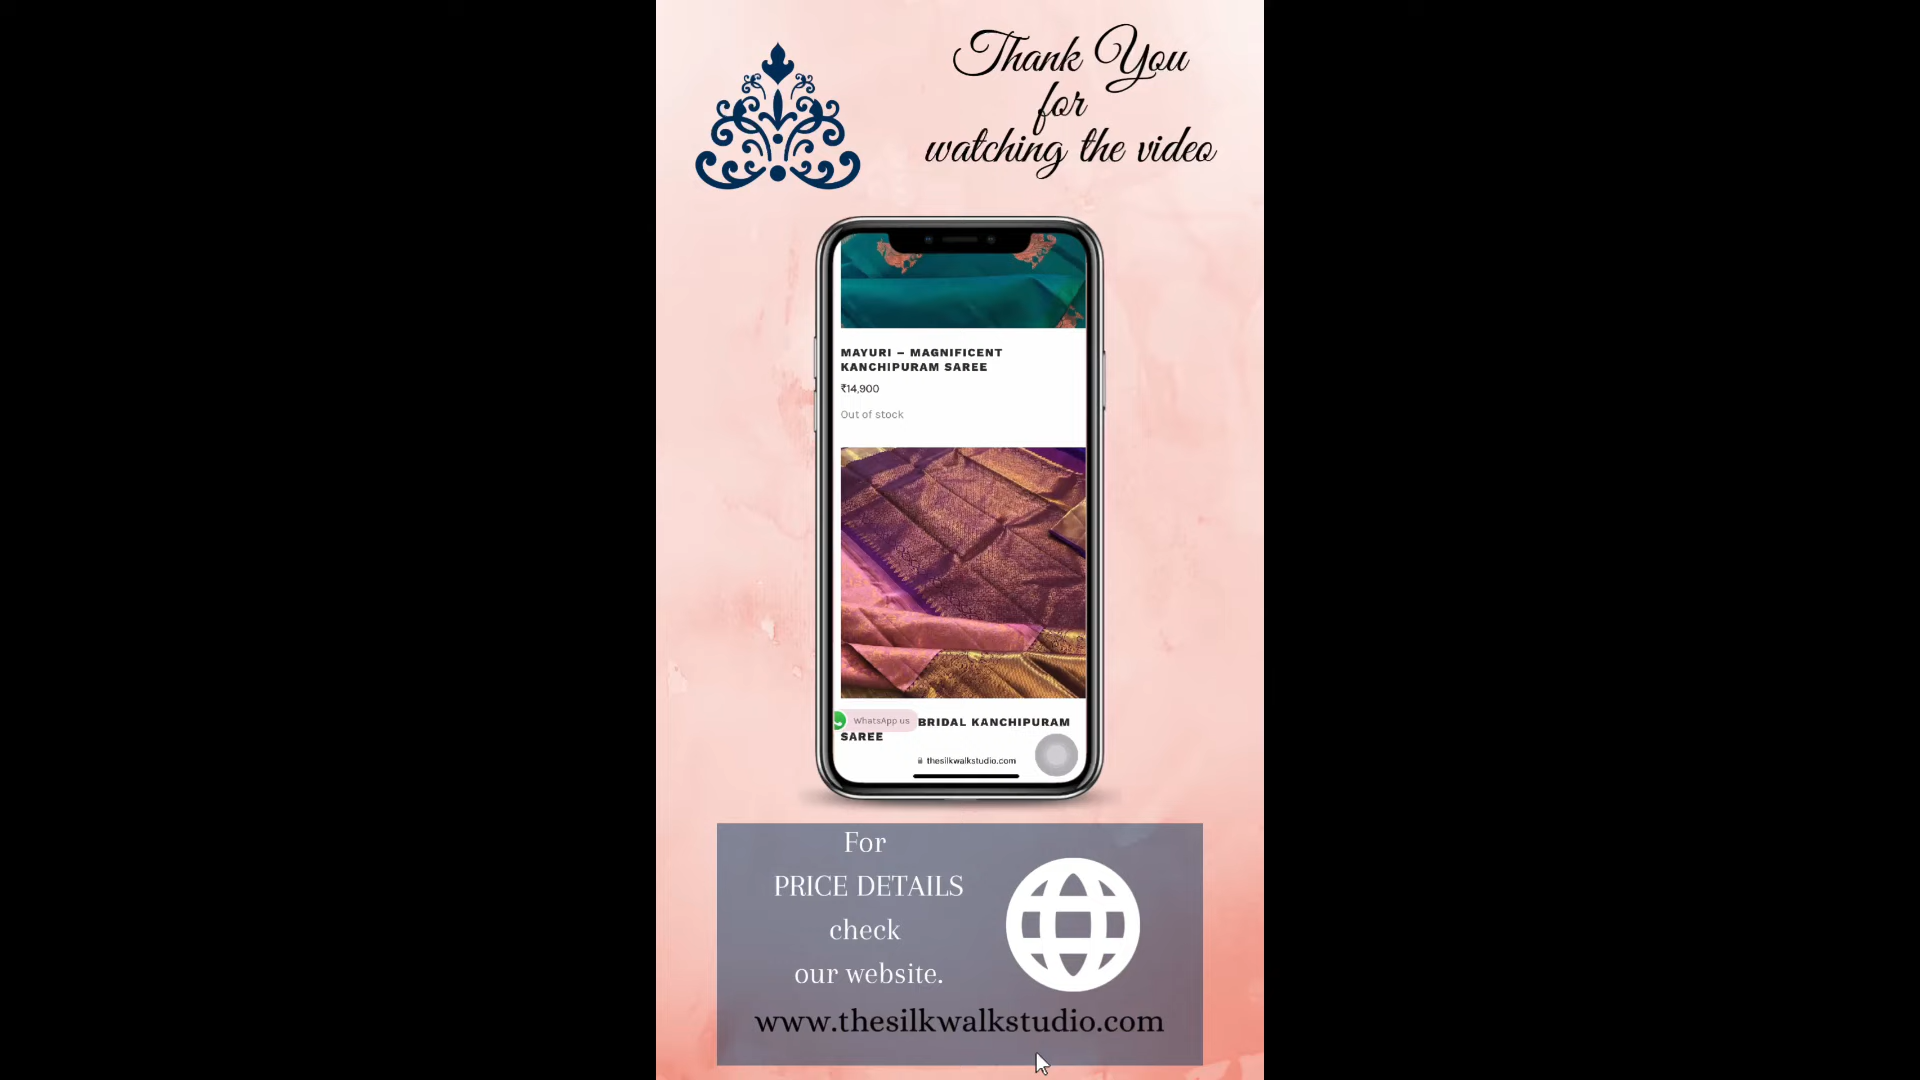 Thank You
for
watching the video
MAYURI – MAGNIFICENT
KANCHIPURAM SAREE
₹14,900
Out of stock
WhatsApp us
BRIDAL KANCHIPURAM
SAREE
thesilkwalkstudio.com
For
PRICE DETAILS
check
our website.
www.thesilkwalkstudio.com